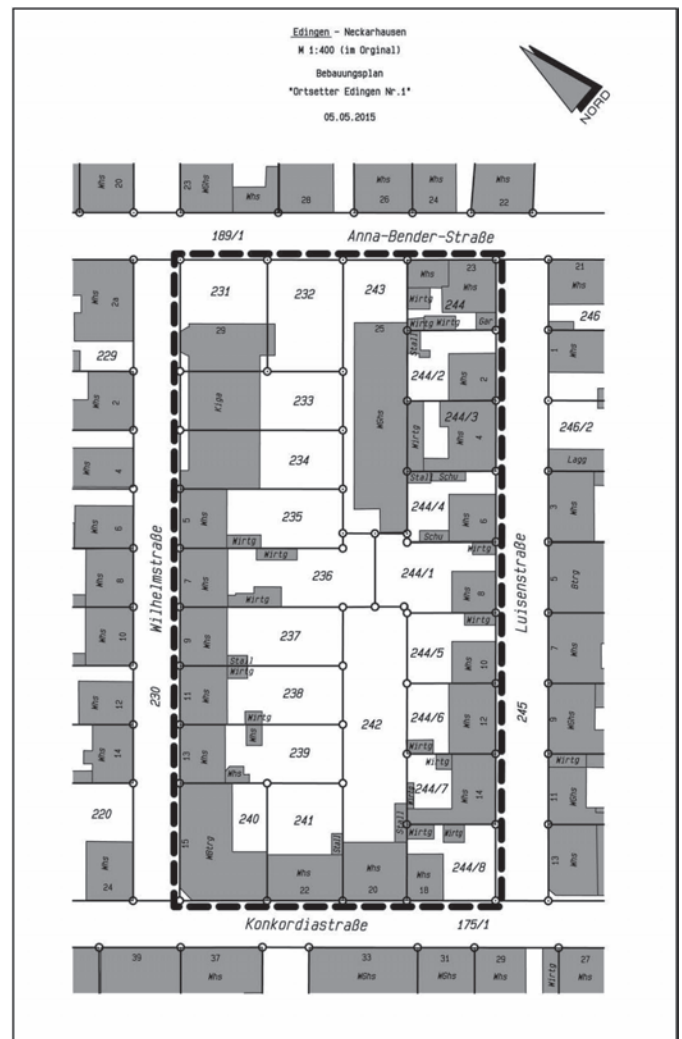 Edingen - Neckarhausen
M 1:400 (im Orginal)
Bebauungsplan
"Ortsetter Edingen Nr.1"
05.05.2015
NORD
Whs 20
23 MGhs
Whs
28
Whs 26
Whs 24
Whs 22
189/1 Anna-Bender-Straße
Whs 2a
231
232
243
Whs
23
Wirtg
244
Whs
21
Whs
246
29
25
Wirtg
Wirtg
Gar
Stall
229
Whs 2
Kiga
233
MGhs
244/2
Whs 2
1 Whs
244/3
Wirtg
Whs 4
246/2
Whs 4
234
Lagg
Stall
Schu
Whs 6
5 Whs
235
Wirtg
244/4
Whs 6
Schu
3 Whs
Wilhelmstraße
Wirtg
Wirtg
Luisenstraße
Whs 8
7 Whs
236
Wirtg
244/1
Whs 8
5 Btrg
Whs 10
9 Whs
237
Stall
Wirtg
244/5
Whs 10
7 Whs
230
Whs 12
11 Whs
238
Wirtg
242
244/6
Whs 12
Wirtg
245
9 MGhs
Whs 14
13 Whs
Whs
239
Whs
Wirtg
244/7
Wirtg
Whs 14
Wirtg
11 MGhs
220
15 MBtrg
240
241
Stall
Stall
Wirtg
Wirtg
244/8
13 Whs
Whs
24
Whs
22
Whs
20
Whs
18
Konkordiastraße 175/1
39
37
Whs
33
MGhs
31
MGhs
29
Whs
Wirtg
27
Whs